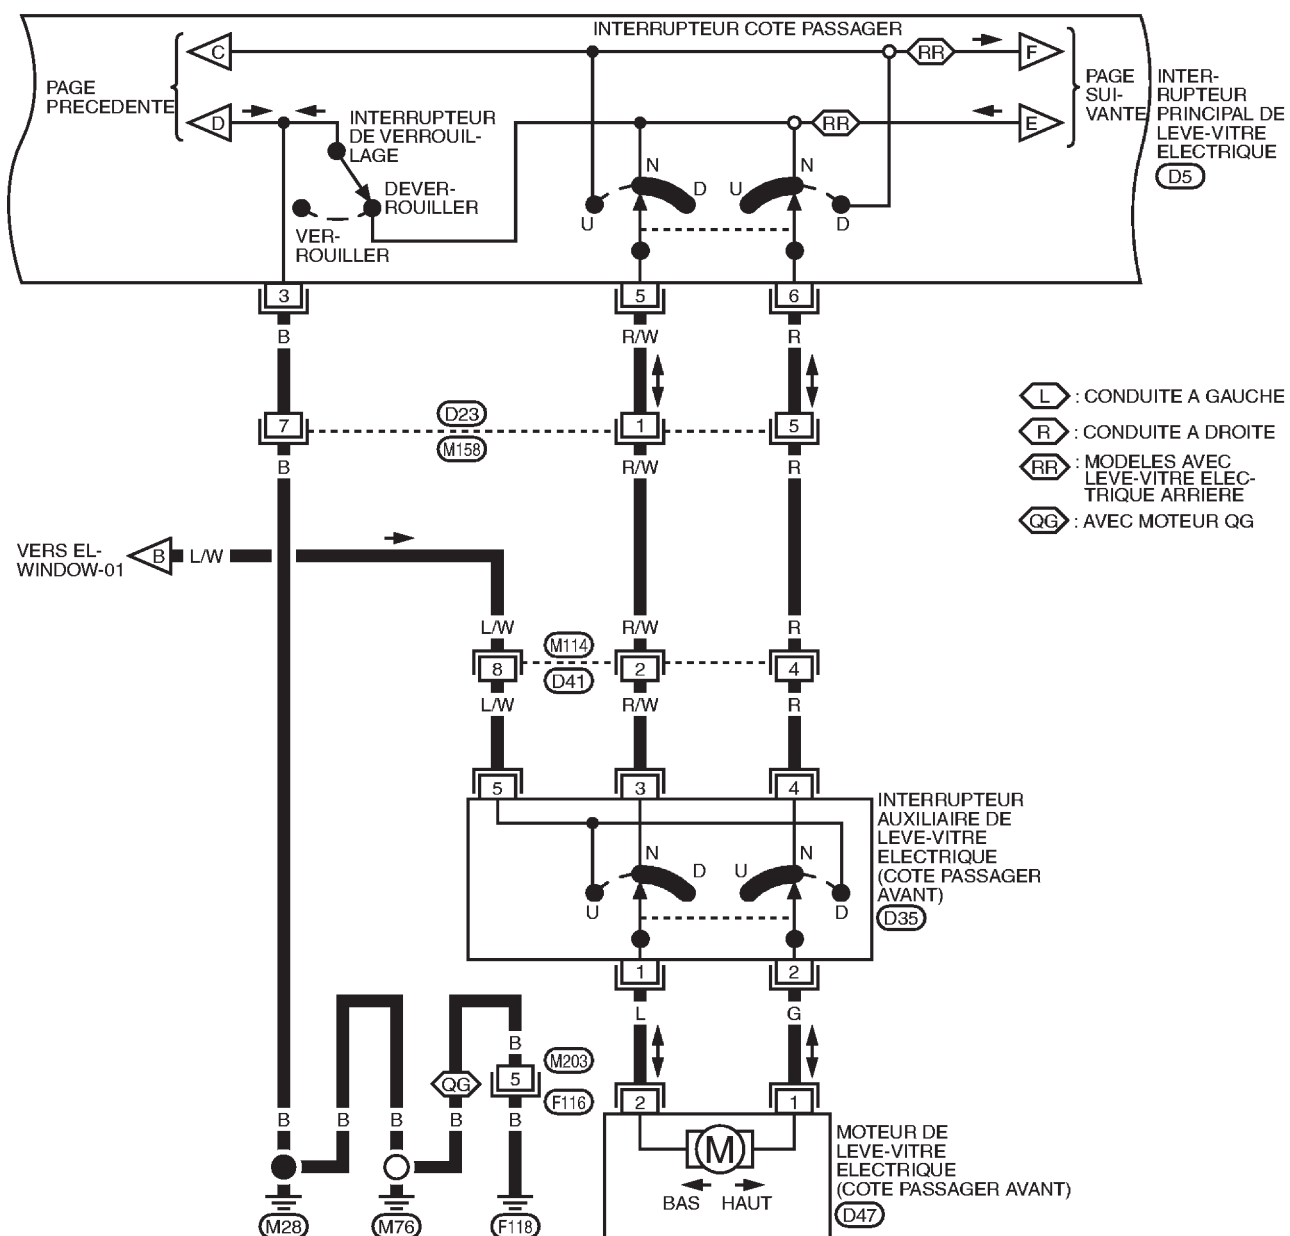 INTERRUPTEUR COTE PASSAGER
C
RR
F
PAGE
PRECEDENTE
D
INTERRUPTEUR
DE VERROUIL-
LAGE
RR
E
PAGE
SUI-
VANTE
INTER-
RUPTEUR
PRINCIPAL DE
LEVE-VITRE
ELECTRIQUE
D5
DEVER-
ROUILLER
VER-
ROUILLER
N
D
U
N
U
D
3
5
6
B
R/W
R
7
D23
M158
1
5
B
R/W
R
L : CONDUITE A GAUCHE
R : CONDUITE A DROITE
RR : MODELES AVEC
LEVE-VITRE ELEC-
TRIQUE ARRIERE
QG : AVEC MOTEUR QG
VERS EL-
WINDOW-01
B
L/W
L/W
R/W
R
8
M114
D41
2
4
L/W
R/W
R
5
3
4
INTERRUPTEUR
AUXILIAIRE DE
LEVE-VITRE
ELECTRIQUE
(COTE PASSAGER
AVANT)
D35
N
D
U
N
U
D
1
2
L
G
B
M203
QG
5
F116
2
1
B
B
B
B
B
M
BAS
HAUT
MOTEUR DE
LEVE-VITRE
ELECTRIQUE
(COTE PASSAGER AVANT)
D47
M28
M76
F118